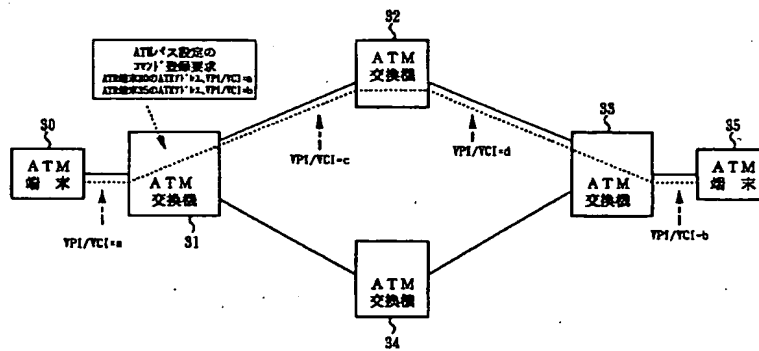 32
ATM
交換機
ATMパス設定の
コマンド登録要求
ATM端末30のATMアドレス,VPI/VCI=a
ATM端末35のATMアドレス,VPI/VCI=b
30
ATM
端末
VPI/VCI=a
ATM
交換機
31
VPI/VCI=c
VPI/VCI=d
33
ATM
交換機
35
ATM
端末
VPI/VCI=b
ATM
交換機
34